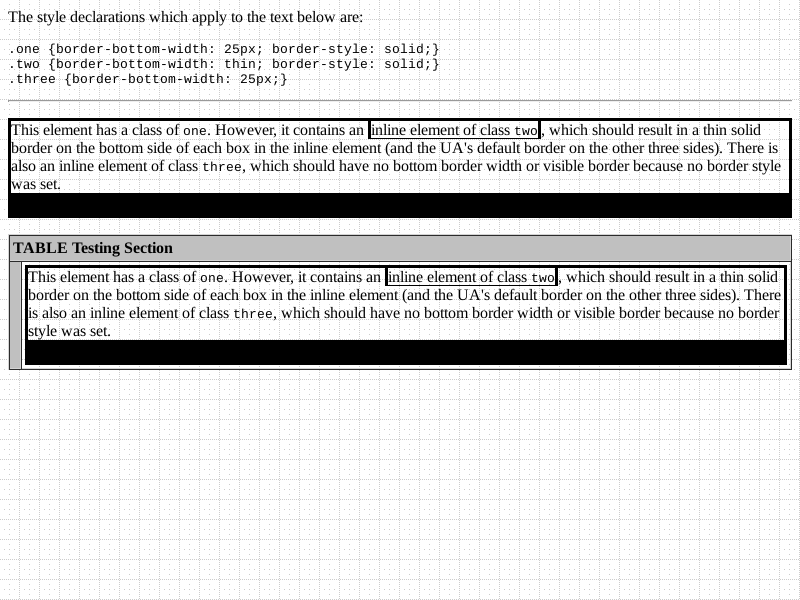 The style declarations which apply to the text below are:
.one {border-bottom-width: 25px; border-style: solid;}
.two {border-bottom-width: thin; border-style: solid;}
.three {border-bottom-width: 25px;}
This element has a class of one. However, it contains an inline element of class two, which should result in a thin solid
border on the bottom side of each box in the inline element (and the UA's default border on the other three sides). There is
also an inline element of class three, which should have no bottom border width or visible border because no border style
was set.
TABLE Testing Section
This element has a class of one. However, it contains an inline element of class two, which should result in a thin solid
border on the bottom side of each box in the inline element (and the UA's default border on the other three sides). There
is also an inline element of class three, which should have no bottom border width or visible border because no border
style was set.